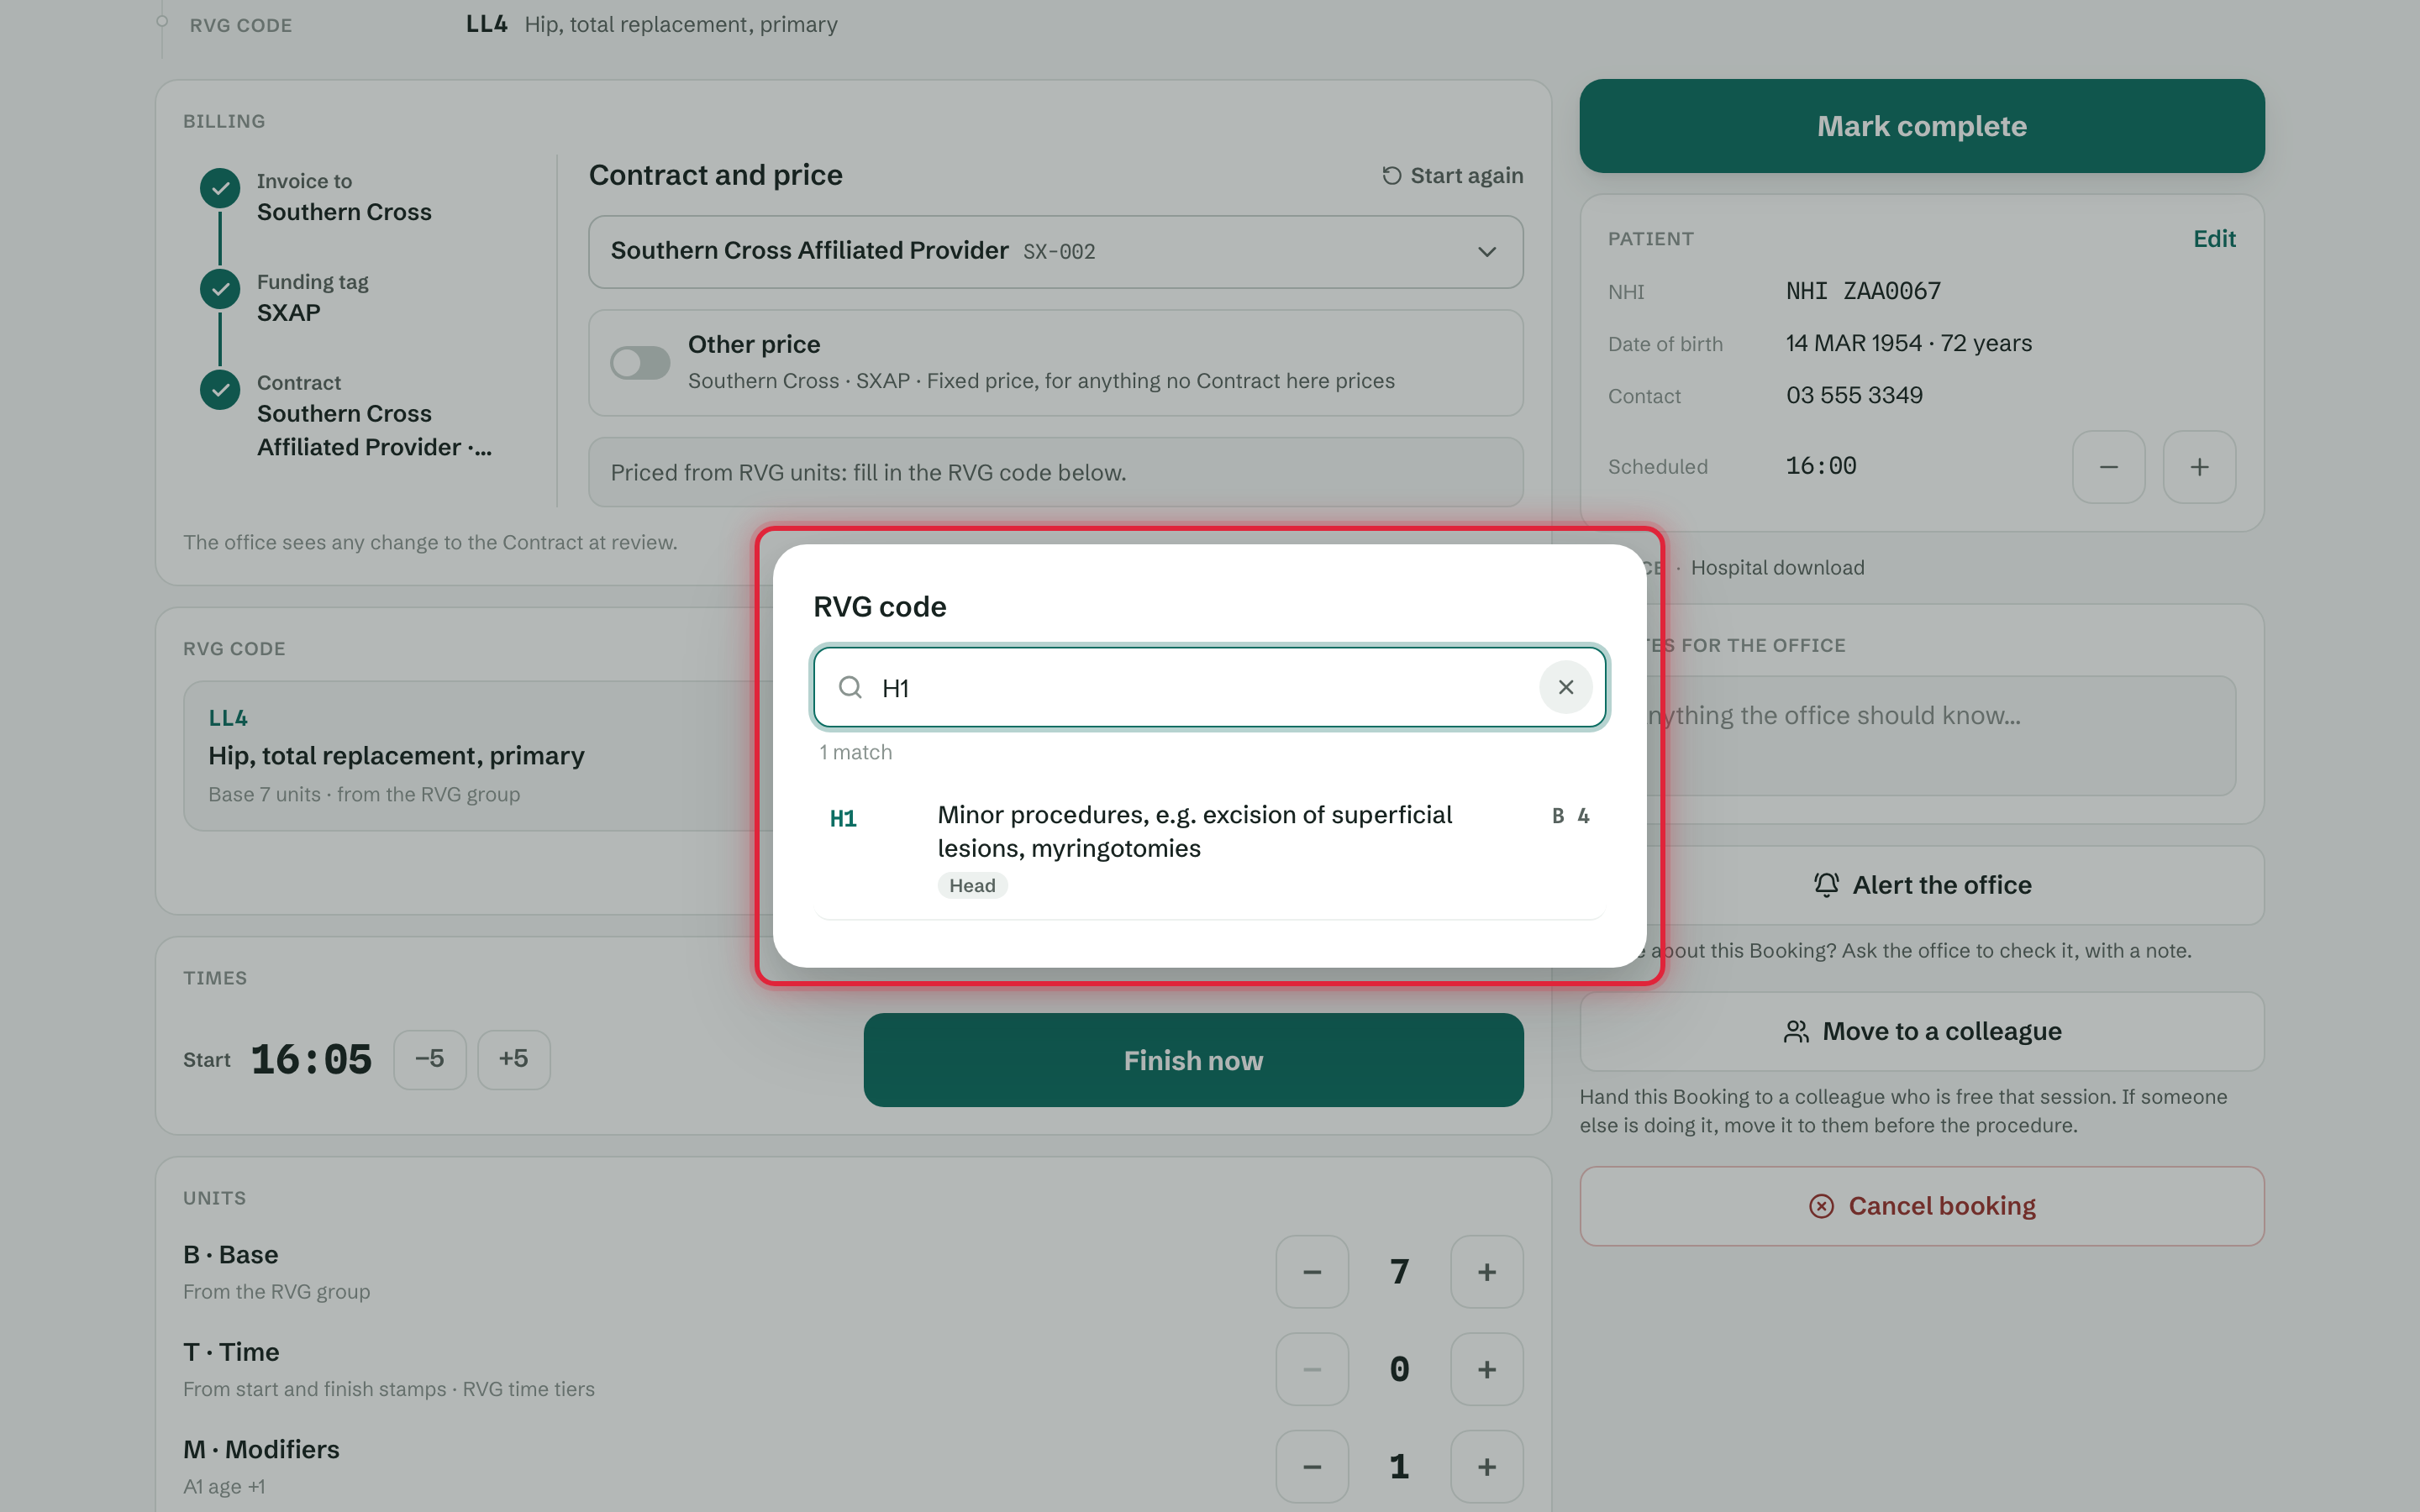 RVG CODE
LL4 Hip, total replacement, primary
BILLING
Invoice to
Southern Cross
Funding tag
SXAP
Contract
Southern Cross
Affiliated Provider ·...
The office sees any change to the Contract at review.
Contract and price
Start again
Southern Cross Affiliated Provider SX-002
Other price
Southern Cross · SXAP · Fixed price, for anything no Contract here prices
Priced from RVG units: fill in the RVG code below.
RVG CODE
LL4
Hip, total replacement, primary
Base 7 units · from the RVG group
RVG code
H1
1 match
H1 Minor procedures, e.g. excision of superficial B 4
lesions, myringotomies
Head
TIMES
Start 16:05 −5 +5
Finish now
UNITS
B · Base
From the RVG group
− 7 +
T · Time
From start and finish stamps · RVG time tiers
− 0 +
M · Modifiers
A1 age +1
− 1 +
Mark complete
PATIENT
Edit
NHI NHI ZAA0067
Date of birth 14 MAR 1954 · 72 years
Contact 03 555 3349
Scheduled 16:00 − +
· Hospital download
FOR THE OFFICE
the office should know...
Alert the office
about this Booking? Ask the office to check it, with a note.
Move to a colleague
Hand this Booking to a colleague who is free that session. If someone
else is doing it, move it to them before the procedure.
Cancel booking